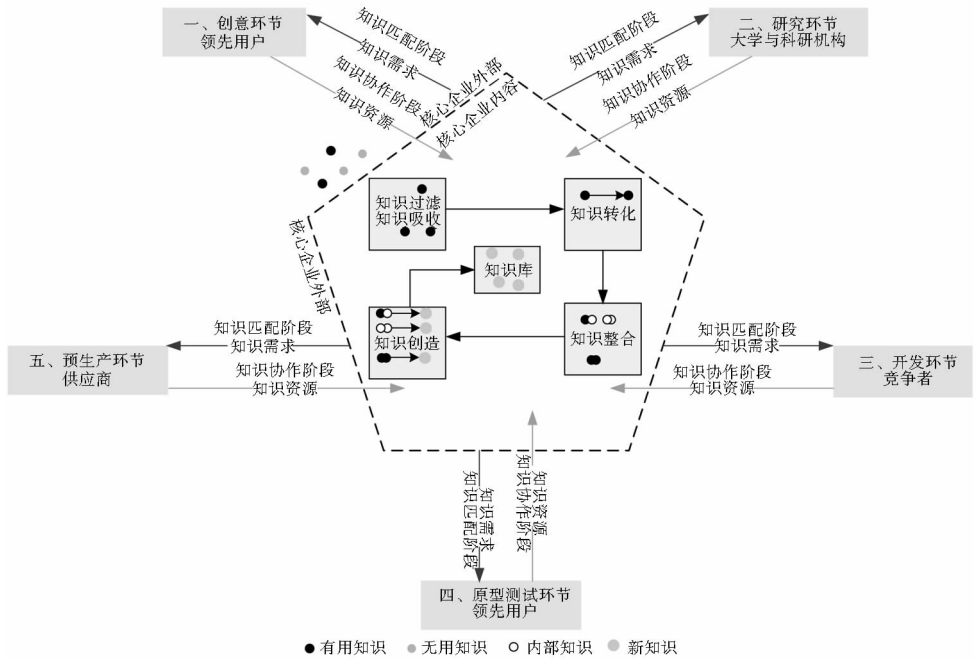 一、创意环节
领先用户
二、研究环节
大学与科研机构
知识匹配阶段
知识需求
知识协作阶段
知识资源
核心企业外部
核心企业内容
知识匹配阶段
知识需求
知识协作阶段
知识资源
知识过滤
知识吸收
知识转化
知识库
知识创造
知识整合
核心企业外部
知识匹配阶段
知识需求
知识协作阶段
知识资源
五、预生产环节
供应商
知识匹配阶段
知识需求
知识协作阶段
知识资源
三、开发环节
竞争者
知识需求
知识匹配阶段
知识资源
知识协作阶段
四、原型测试环节
领先用户
有用知识 无用知识 内部知识 新知识